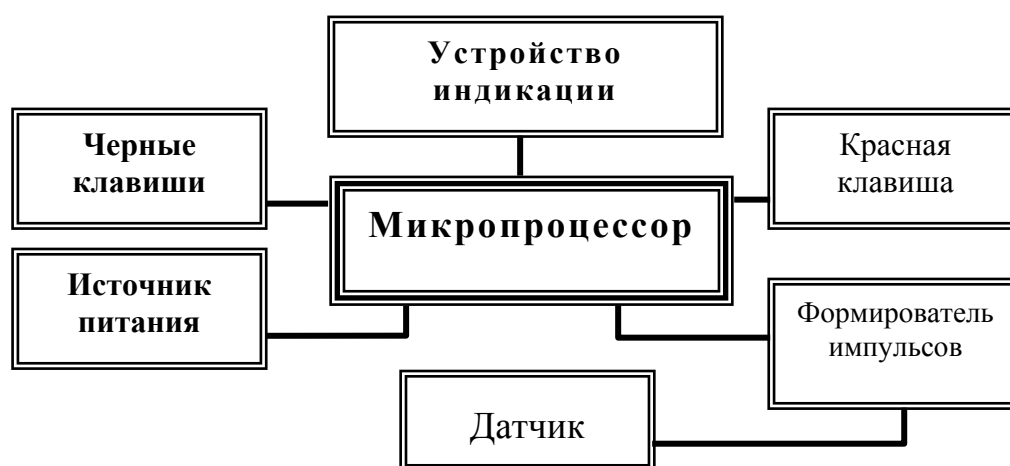 Устройство
индикации
Черные
клавиши
Красная
клавиша
Микропроцессор
Источник
питания
Формирователь
импульсов
Датчик